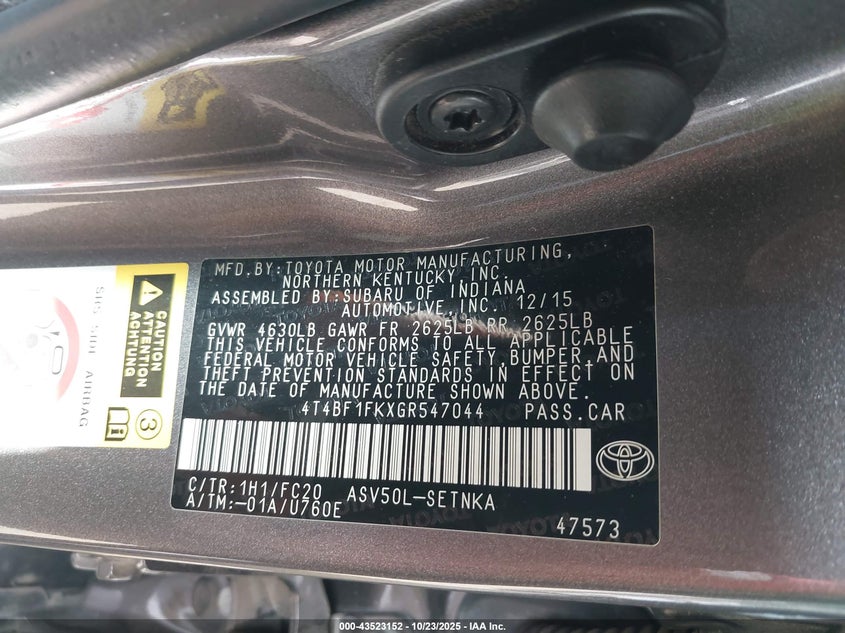 MFD.BY:TOYOTA MOTOR MANUFACTURING,
NORTHERN KENTUCKY INC.
ASSEMBLED BY:SUBARU OF INDIANA
AUTOMOTIVE,INC. 12/15
GVWR 4630LB GAWR FR 2625LB RR 2625LB
THIS VEHICLE CONFORMS TO ALL APPLICABLE
FEDERAL MOTOR VEHICLE SAFETY,BUMPER,AND
THEFT PREVENTION STANDARDS IN EFFECT ON
THE DATE OF MANUFACTURE SHOWN ABOVE.
4T4BF1FKXGR547044 PASS.CAR
C/TR:1H1/FC20 ASV50L-SETNKA
A/TM:-01A/U760E
47573
CAUTION
ATTENTION
ACHTUNG
SRS SIDE AIRBAG
3
000-43523152 - 10/23/2025 - IAA Inc.